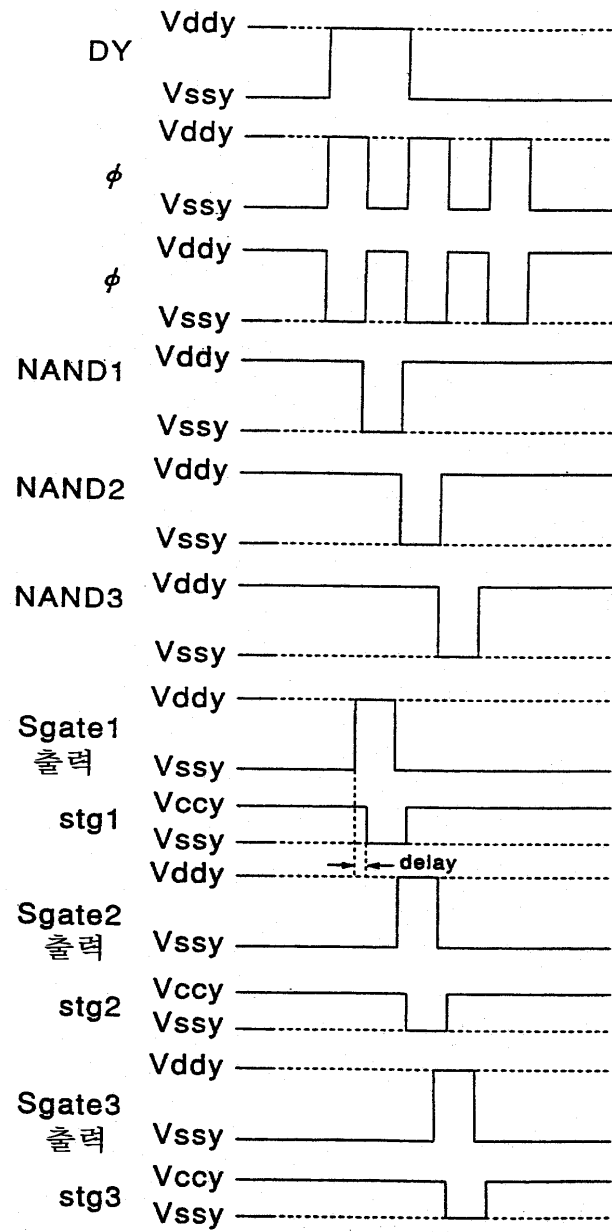 Vddy
DY
Vssy
Vddy
ϕ
Vssy
Vddy
ϕ
Vssy
Vddy
NAND1
Vssy
Vddy
NAND2
Vssy
Vddy
NAND3
Vssy
Vddy
Sgate1
출력
Vssy
Vccy
stg1
Vssy
delay
Vddy
Sgate2
출력
Vssy
Vccy
stg2
Vssy
Vddy
Sgate3
출력
Vssy
Vccy
stg3
Vssy